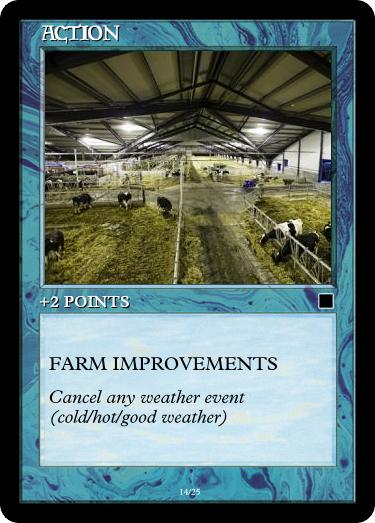 ACTION
+2 POINTS
FARM IMPROVEMENTS
Cancel any weather event
(cold/hot/good weather)
14/25